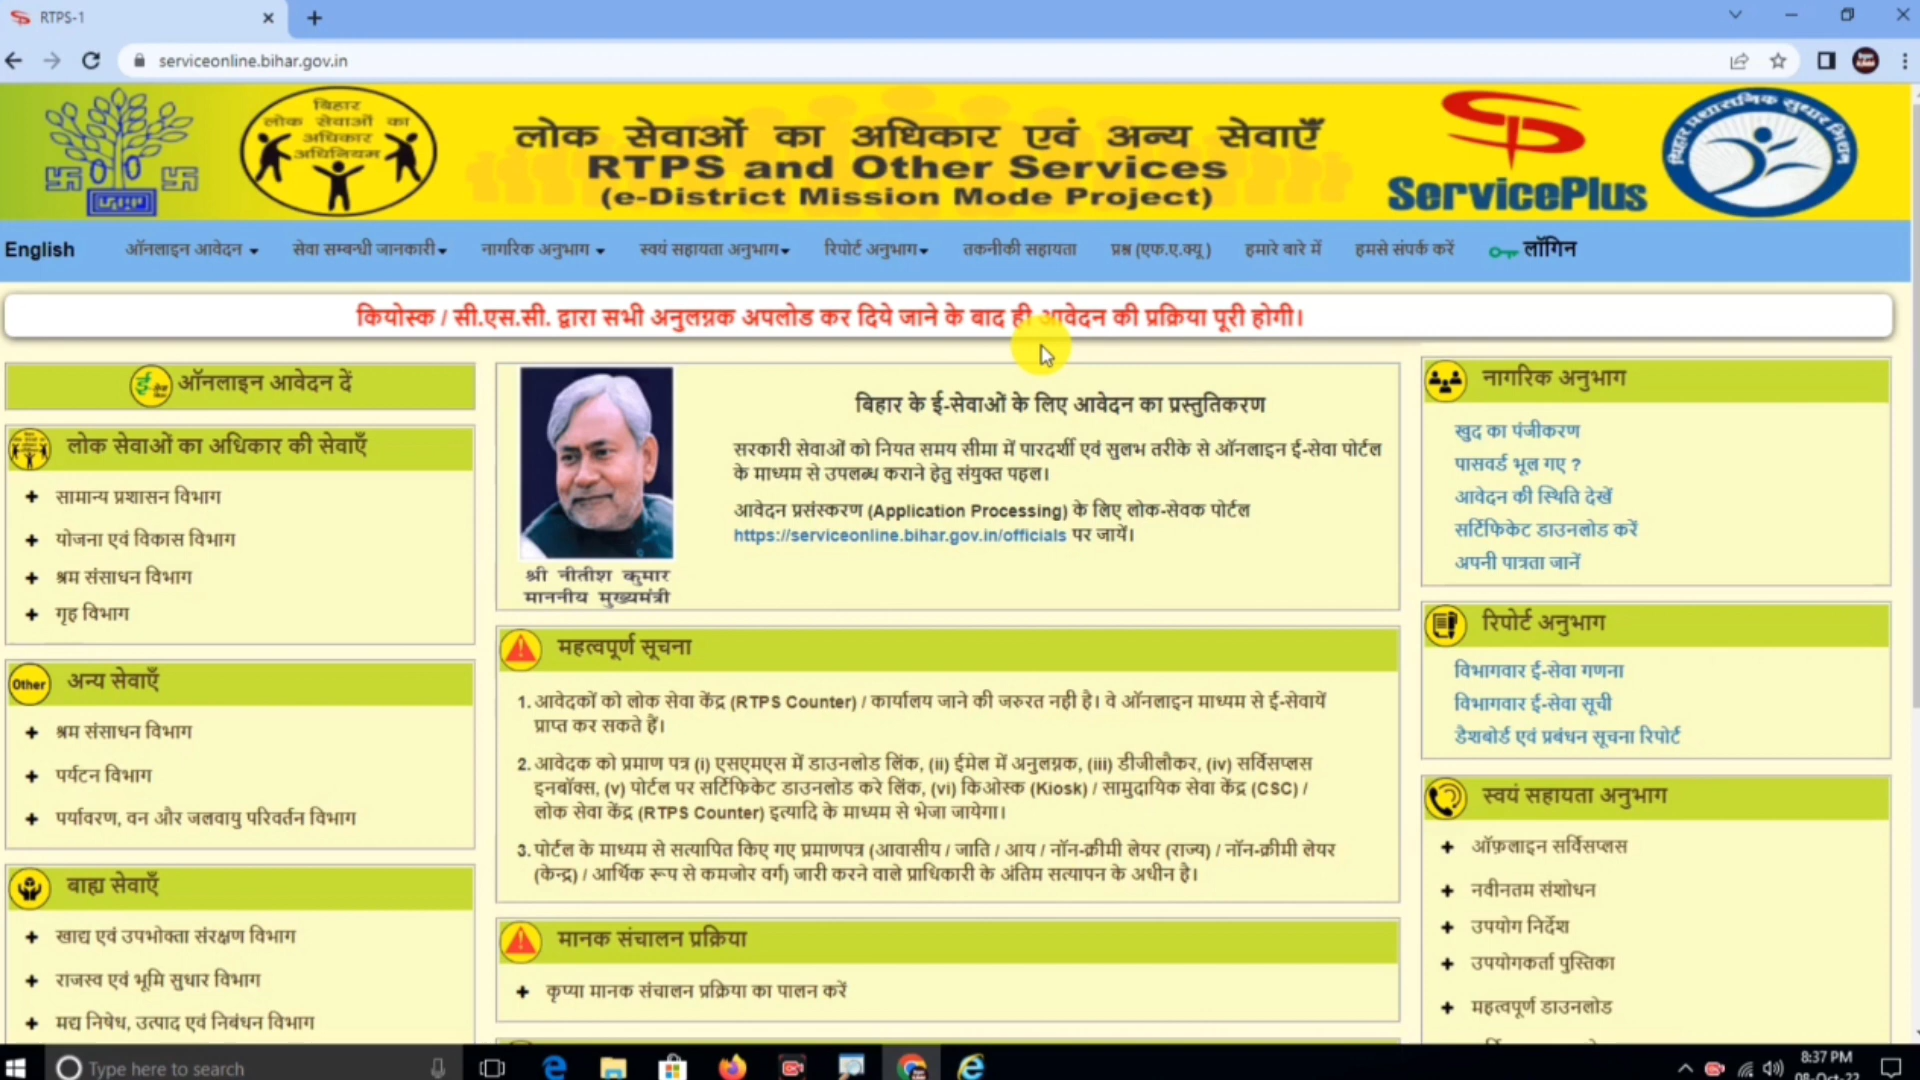 RTPS-1
serviceonline.bihar.gov.in
बिहार
लोक सेवाओं का
अधिकार
अधिनियम
लोक सेवाओं का अधिकार एवं अन्य सेवाएँ
RTPS and Other Services
(e-District Mission Mode Project)
ServicePlus
बिहार प्रशासनिक सुधार मिशन
English
ऑनलाइन आवेदन
सेवा सम्बन्धी जानकारी
नागरिक अनुभाग
स्वयं सहायता अनुभाग
रिपोर्ट अनुभाग
तकनीकी सहायता
प्रश्न (एफ.ए.क्यू.)
हमारे बारे में
हमसे संपर्क करें
लॉगिन
कियोस्क / सी.एस.सी. द्वारा सभी अनुलग्नक अपलोड कर दिये जाने के बाद ही आवेदन की प्रक्रिया पूरी होगी।
ऑनलाइन आवेदन दें
लोक सेवाओं का अधिकार की सेवाएँ
सामान्य प्रशासन विभाग
योजना एवं विकास विभाग
श्रम संसाधन विभाग
गृह विभाग
Other अन्य सेवाएँ
श्रम संसाधन विभाग
पर्यटन विभाग
पर्यावरण, वन और जलवायु परिवर्तन विभाग
बाह्य सेवाएँ
खाद्य एवं उपभोक्ता संरक्षण विभाग
राजस्व एवं भूमि सुधार विभाग
मद्य निषेध, उत्पाद एवं निबंधन विभाग
श्री नीतीश कुमार
माननीय मुख्यमंत्री
बिहार के ई-सेवाओं के लिए आवेदन का प्रस्तुतिकरण
सरकारी सेवाओं को नियत समय सीमा में पारदर्शी एवं सुलभ तरीके से ऑनलाइन ई-सेवा पोर्टल
के माध्यम से उपलब्ध कराने हेतु संयुक्त पहल।
आवेदन प्रसंस्करण (Application Processing) के लिए लोक-सेवक पोर्टल
https://serviceonline.bihar.gov.in/officials पर जायें।
महत्वपूर्ण सूचना
1. आवेदकों को लोक सेवा केंद्र (RTPS Counter) / कार्यालय जाने की जरुरत नही है। वे ऑनलाइन माध्यम से ई-सेवायें
प्राप्त कर सकते हैं।
2. आवेदक को प्रमाण पत्र (i) एसएमएस में डाउनलोड लिंक, (ii) ईमेल में अनुलग्नक, (iii) डीजीलौकर, (iv) सर्विसप्लस
इनबॉक्स, (v) पोर्टल पर सर्टिफिकेट डाउनलोड करे लिंक, (vi) किओस्क (Kiosk) / सामुदायिक सेवा केंद्र (CSC) /
लोक सेवा केंद्र (RTPS Counter) इत्यादि के माध्यम से भेजा जायेगा।
3. पोर्टल के माध्यम से सत्यापित किए गए प्रमाणपत्र (आवासीय / जाति / आय / नॉन-क्रीमी लेयर (राज्य) / नॉन-क्रीमी लेयर
(केन्द्र) / आर्थिक रूप से कमजोर वर्ग) जारी करने वाले प्राधिकारी के अंतिम सत्यापन के अधीन है।
मानक संचालन प्रक्रिया
कृप्या मानक संचालन प्रक्रिया का पालन करें
नागरिक अनुभाग
खुद का पंजीकरण
पासवर्ड भूल गए ?
आवेदन की स्थिति देखें
सर्टिफिकेट डाउनलोड करें
अपनी पात्रता जानें
रिपोर्ट अनुभाग
विभागवार ई-सेवा गणना
विभागवार ई-सेवा सूची
डैशबोर्ड एवं प्रबंधन सूचना रिपोर्ट
स्वयं सहायता अनुभाग
ऑफ़लाइन सर्विसप्लस
नवीनतम संशोधन
उपयोग निर्देश
उपयोगकर्ता पुस्तिका
महत्वपूर्ण डाउनलोड
Type here to search
8:37 PM
08-Oct-22